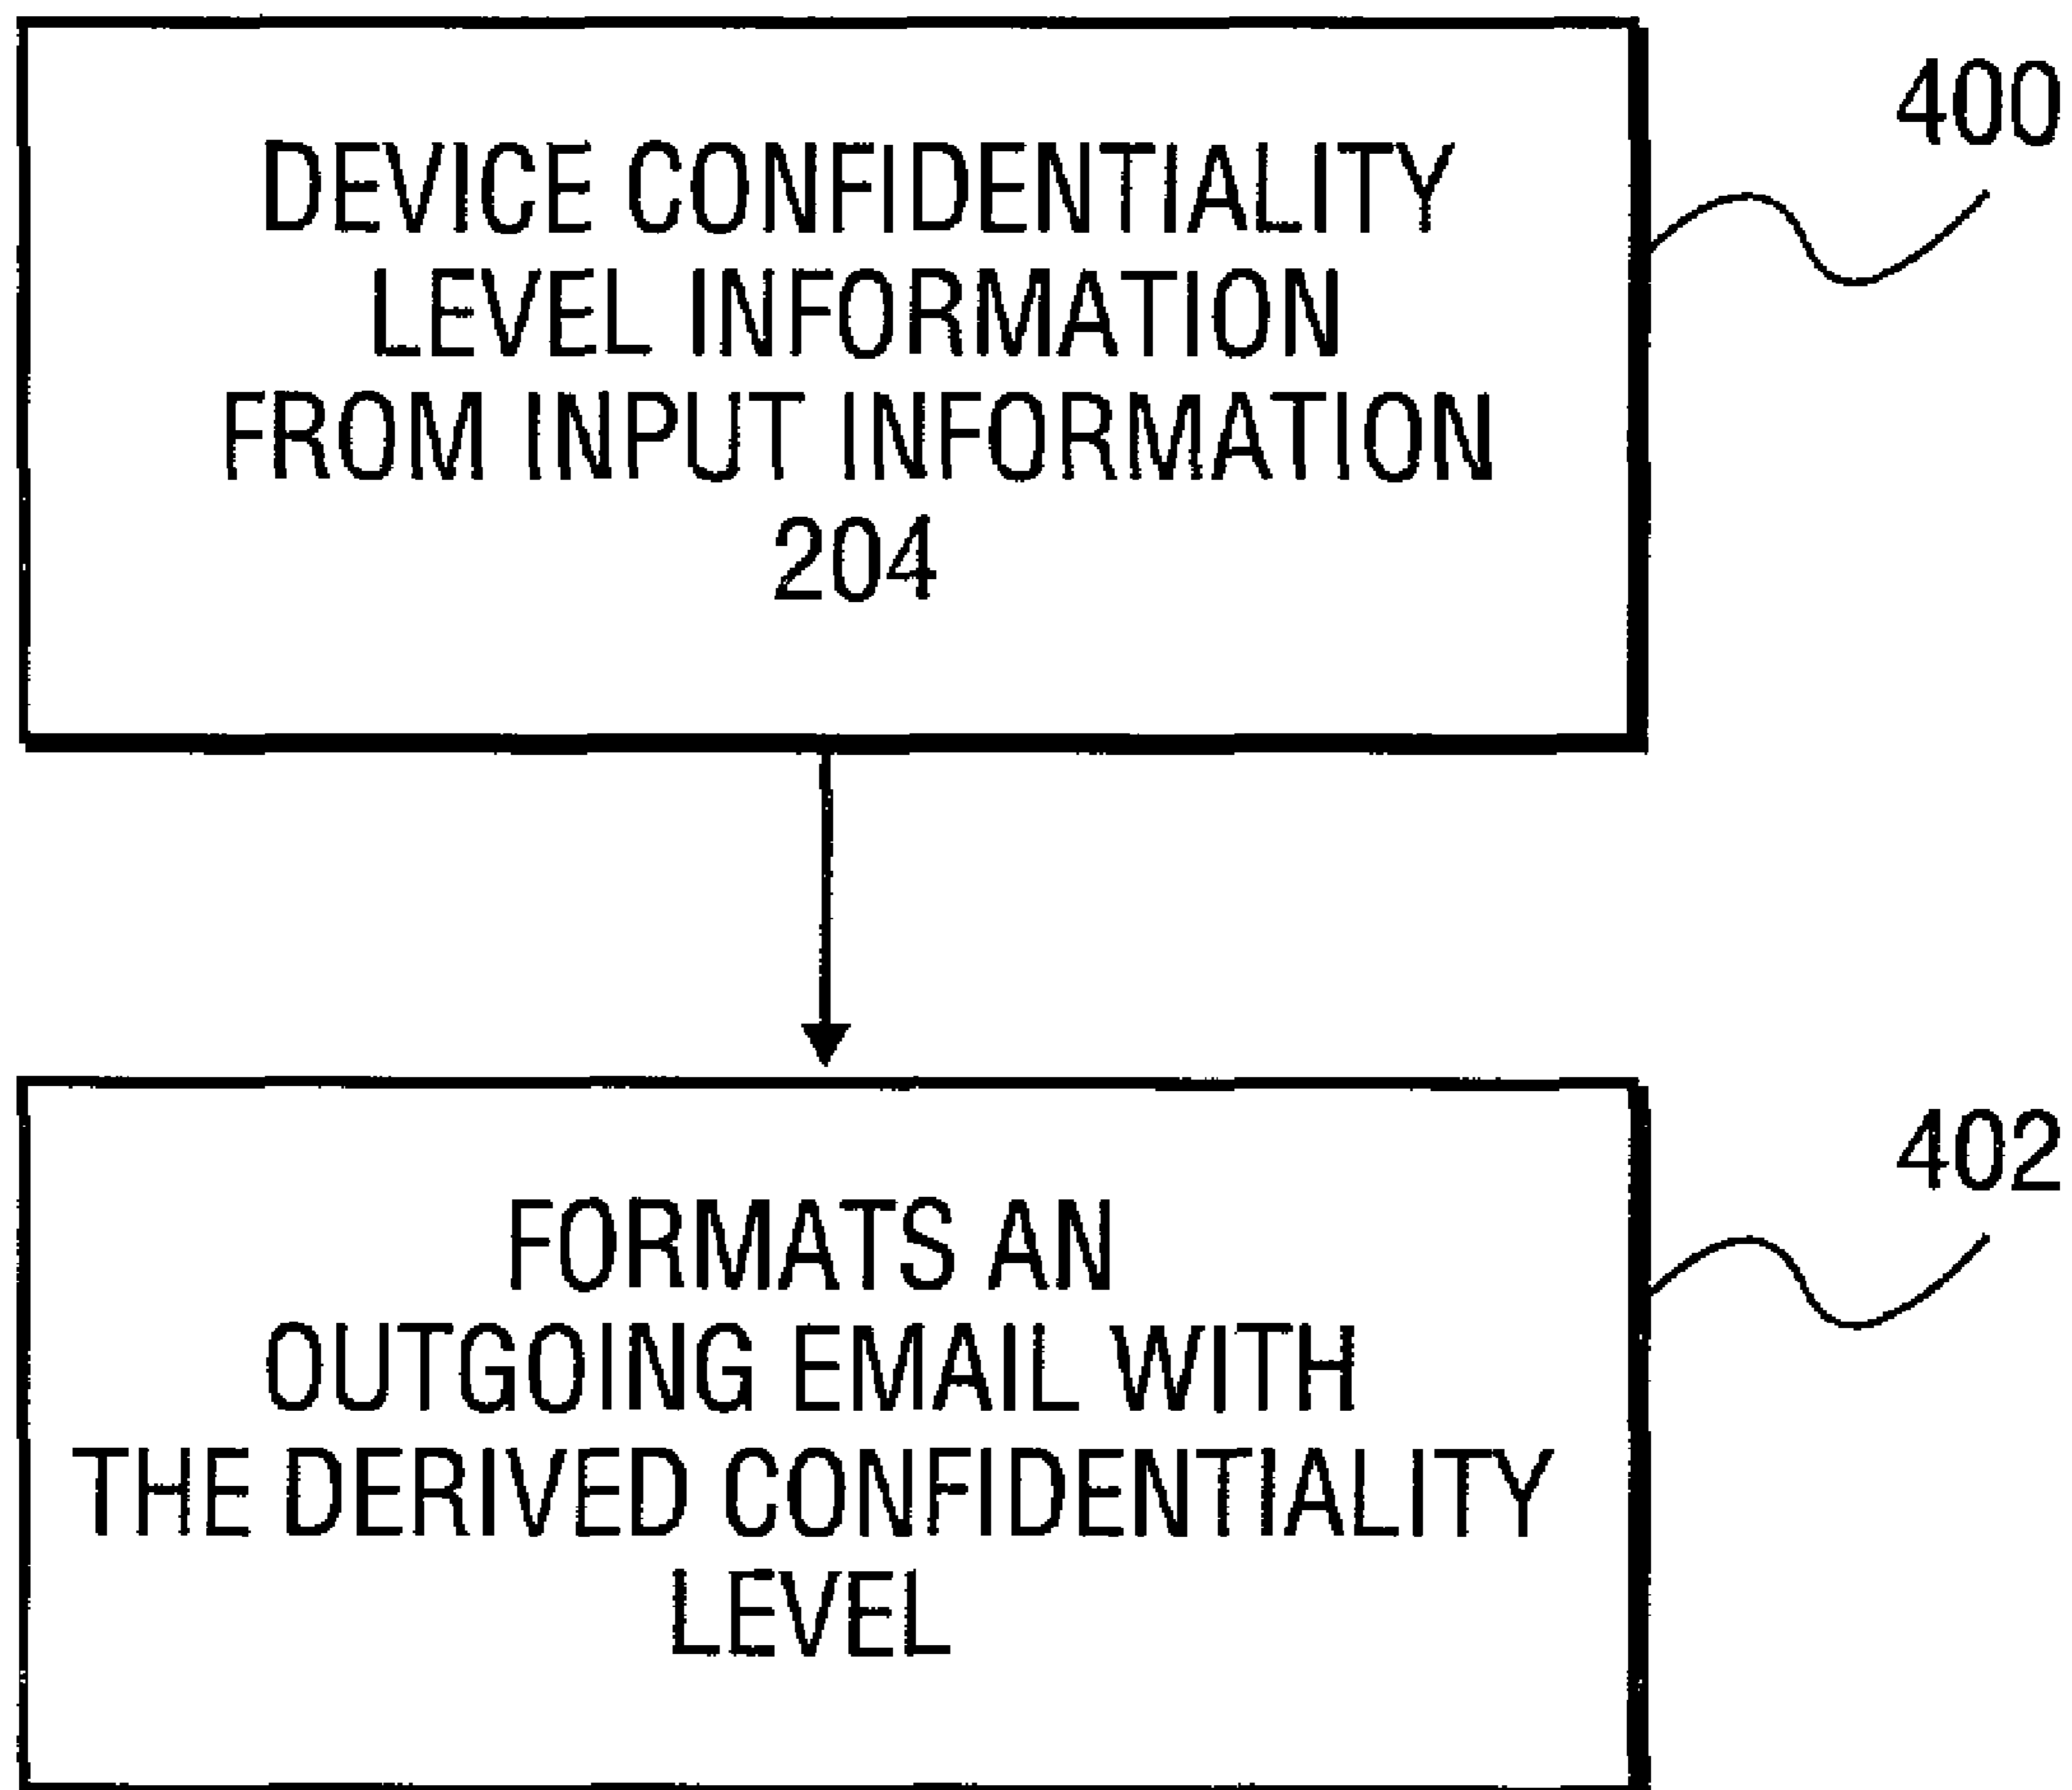 400
DEVICE CONFIDENTIALITY
LEVEL INFORMATION
FROM INPUT INFORMATION
204
402
FORMATS AN
OUTGOING EMAIL WITH
THE DERIVED CONFIDENTIALITY
LEVEL